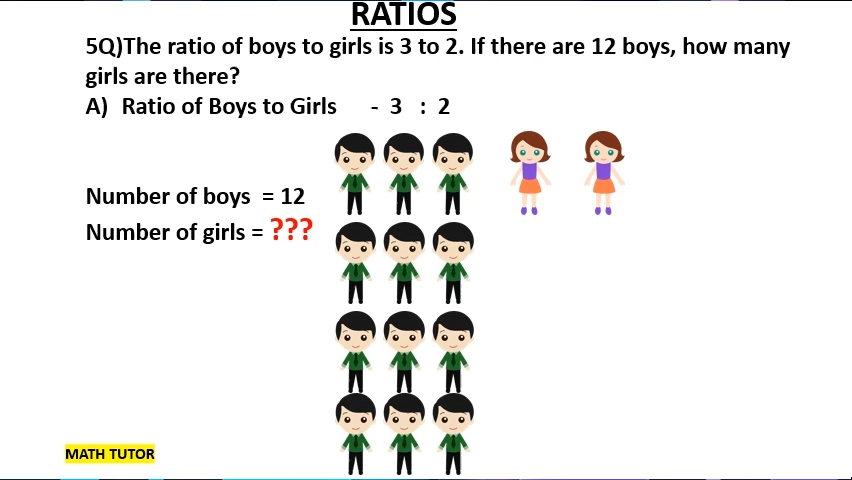 RATIOS
5Q)The ratio of boys to girls is 3 to 2. If there are 12 boys, how many
girls are there?
A) Ratio of Boys to Girls - 3 : 2
Number of boys = 12
Number of girls = ???
MATH TUTOR